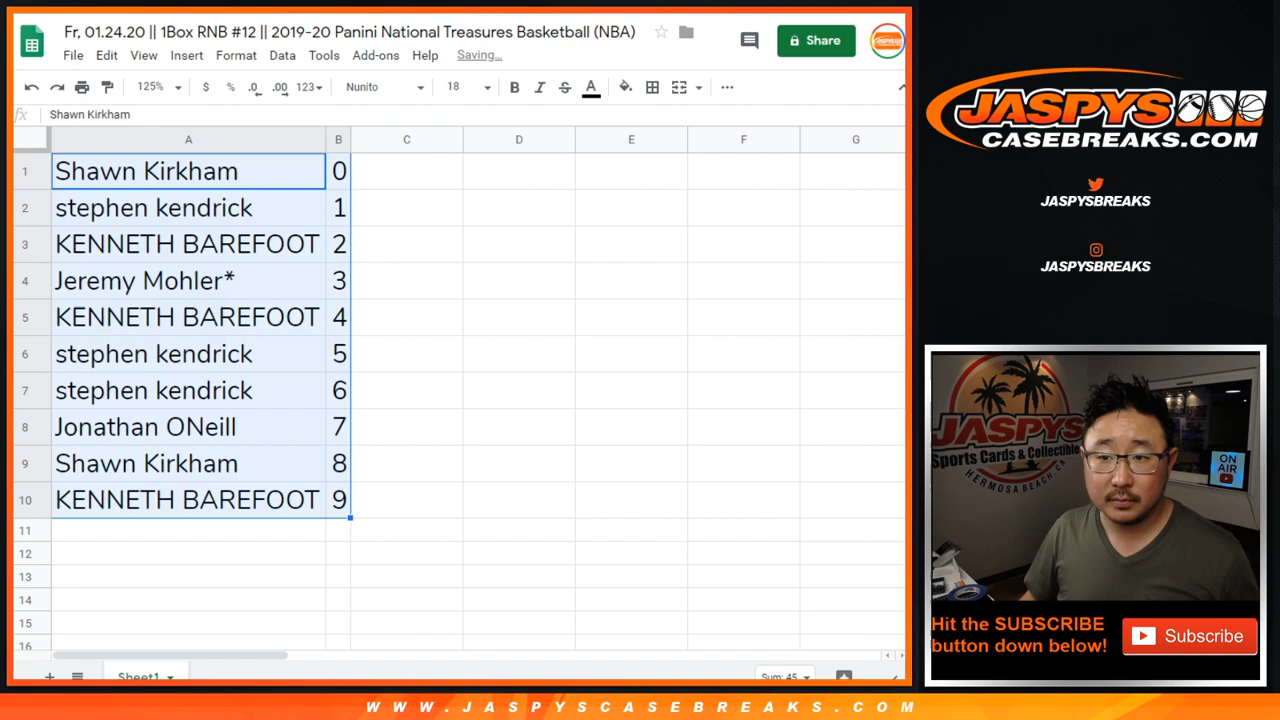 Fr, 01.24.20 || 1Box RNB #12 || 2019-20 Panini National Treasures Basketball (NBA)
File Edit View Insert Format Data Tools Add-ons Help Saving...
Share
125% $ % .0 .00 123 Nunito 18 B I S A
fx Shawn Kirkham
A B C D E F G
1 Shawn Kirkham 0
2 stephen kendrick 1
3 KENNETH BAREFOOT 2
4 Jeremy Mohler* 3
5 KENNETH BAREFOOT 4
6 stephen kendrick 5
7 stephen kendrick 6
8 Jonathan ONeill 7
9 Shawn Kirkham 8
10 KENNETH BAREFOOT 9
11
12
13
14
15
16
Sheet1 Sum: 45
JASPYS
CASEBREAKS.COM
JASPYSBREAKS
JASPYSBREAKS
JASPYS
Sports Cards & Collectible
HERMOSA BEACH, CA
ON
AIR
Hit the SUBSCRIBE
button down below!
Subscribe
WWW.JASPYSCASEBREAKS.COM